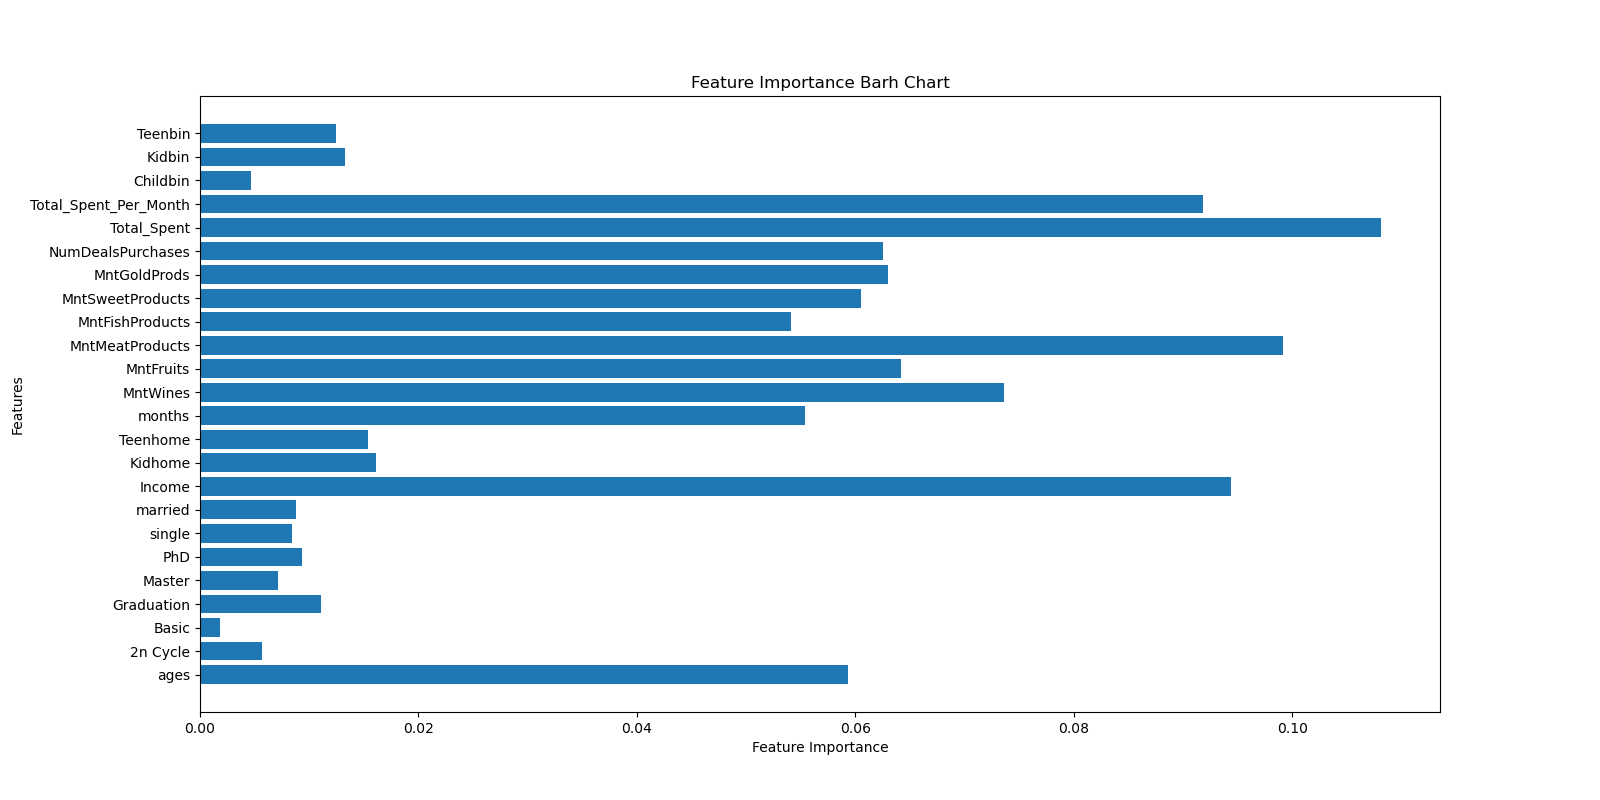 Feature Importance Barh Chart
Teenbin
Kidbin
Childbin
Total_Spent_Per_Month
Total_Spent
NumDealsPurchases
MntGoldProds
MntSweetProducts
MntFishProducts
MntMeatProducts
MntFruits
MntWines
months
Teenhome
Kidhome
Income
married
single
PhD
Master
Graduation
Basic
2n Cycle
ages
Features
0.00 0.02 0.04 0.06 0.08 0.10
Feature Importance